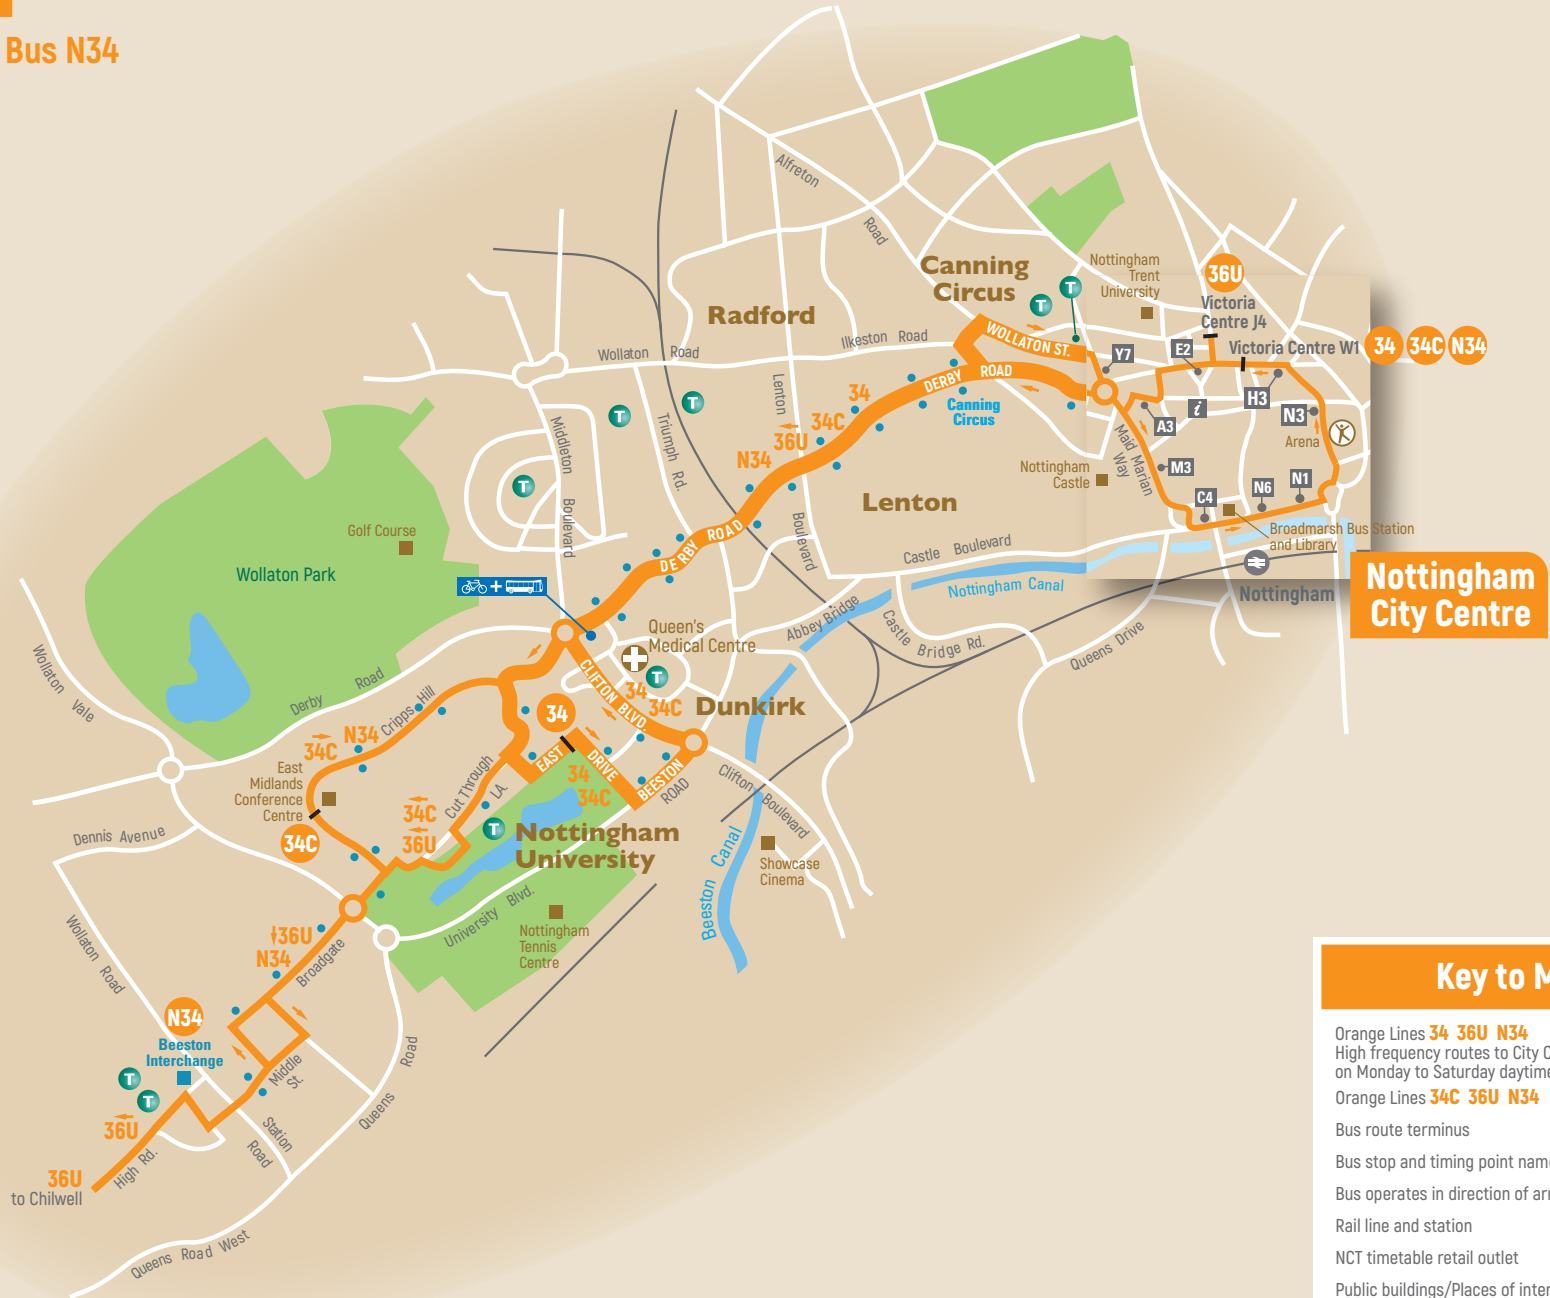 Bus N34
Alfreton
Road
Canning
Circus
Nottingham
Trent
University
T
T
36U
Victoria
Centre J4
Victoria Centre W1
34
34C
N34
Radford
WOLLATON ST.
Ilkeston Road
Wollaton Road
Y7
E2
DERBY ROAD
Lenton
34
Canning
Circus
H3
i
N3
A3
Arena
T
T
Triumph Rd.
Middleton
34C
36U
N34
Maid Marian
Way
M3
Nottingham
Castle
N1
N6
C4
T
Boulevard
Lenton
Boulevard
DERBY ROAD
Golf Course
Broadmarsh Bus Station
and Library
Castle Boulevard
Nottingham Canal
Nottingham
Nottingham
City Centre
Wollaton Park
+
Abbey Bridge
Castle Bridge Rd.
Queens Drive
Queen's
Medical Centre
T
Wollaton Vale
Derby Road
Cripps Hill
CLIFTON BLVD.
34
34C
Dunkirk
34
N34
34C
East
Midlands
Conference
Centre
34C
EAST
DRIVE
34
34C
BEESTON
ROAD
Clifton Boulevard
Cut Through
LA.
34C
36U
T
Nottingham
University
Dennis Avenue
Showcase
Cinema
Beeston Canal
University Blvd.
Nottingham
Tennis
Centre
Wollaton Road
36U
N34
Broadgate
N34
Beeston
Interchange
T
T
Middle
St.
Queens Road
Station
Road
36U
High Rd.
36U
to Chilwell
Queens Road West
Key to M
Orange Lines 34 36U N34
High frequency routes to City C
on Monday to Saturday daytime
Orange Lines 34C 36U N34
Bus route terminus
Bus stop and timing point nam
Bus operates in direction of ar
Rail line and station
NCT timetable retail outlet
Public buildings/Places of inter